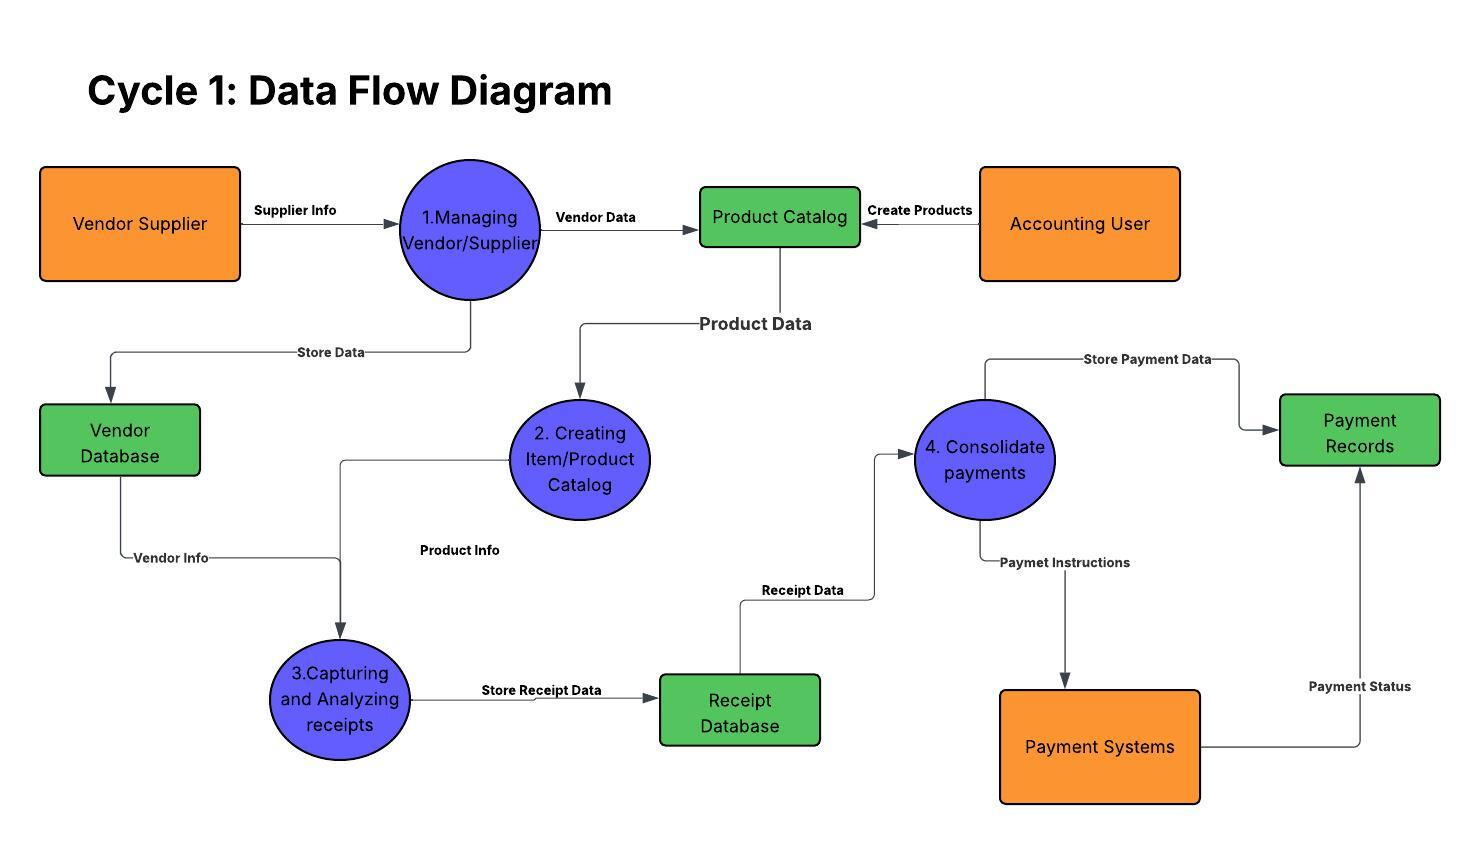 Cycle 1: Data Flow Diagram
Vendor Supplier
Supplier Info
1.Managing
Vendor/Supplier
Vendor Data
Product Catalog
Create Products
Accounting User
Product Data
Store Data
Store Payment Data
Vendor
Database
2. Creating
Item/Product
Catalog
4. Consolidate
payments
Payment
Records
Vendor Info
Product Info
Paymet Instructions
Receipt Data
3.Capturing
and Analyzing
receipts
Store Receipt Data
Receipt
Database
Payment Status
Payment Systems